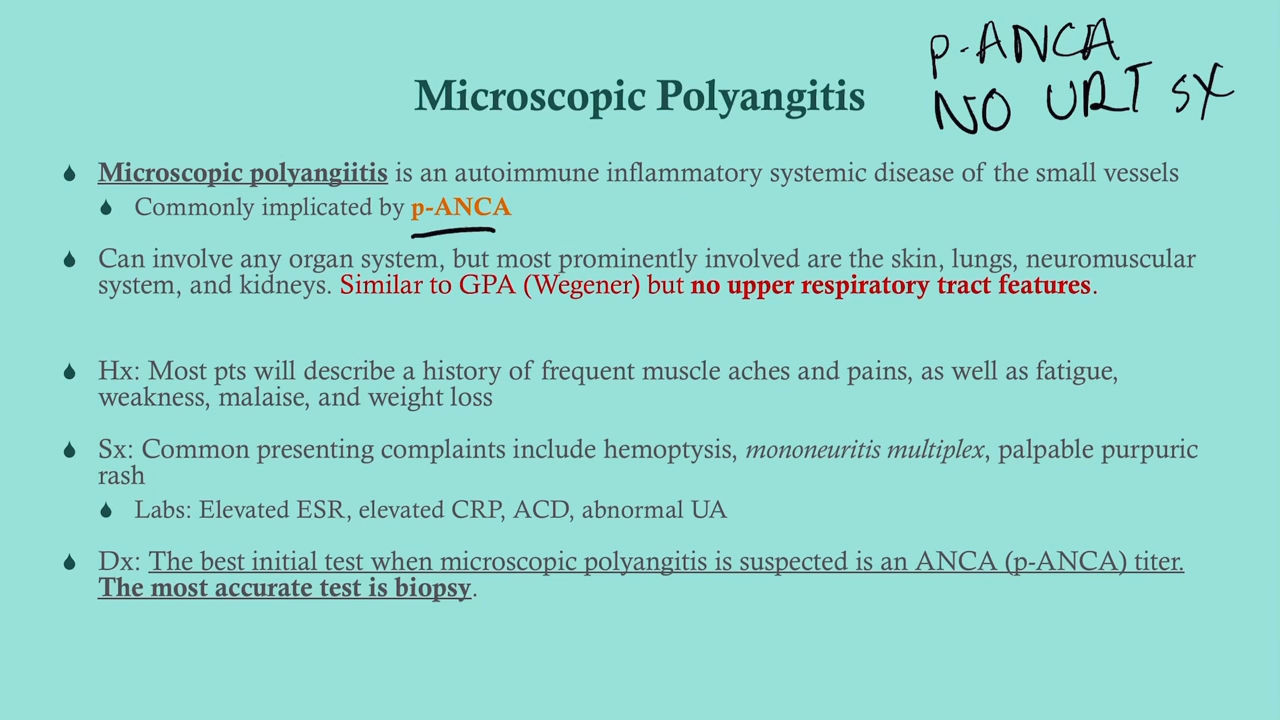 p-ANCA
NO URT SX
Microscopic Polyangitis
Microscopic polyangiitis is an autoimmune inflammatory systemic disease of the small vessels
Commonly implicated by p-ANCA
Can involve any organ system, but most prominently involved are the skin, lungs, neuromuscular
system, and kidneys. Similar to GPA (Wegener) but no upper respiratory tract features.
Hx: Most pts will describe a history of frequent muscle aches and pains, as well as fatigue,
weakness, malaise, and weight loss
Sx: Common presenting complaints include hemoptysis, mononeuritis multiplex, palpable purpuric
rash
Labs: Elevated ESR, elevated CRP, ACD, abnormal UA
Dx: The best initial test when microscopic polyangitis is suspected is an ANCA (p-ANCA) titer.
The most accurate test is biopsy.